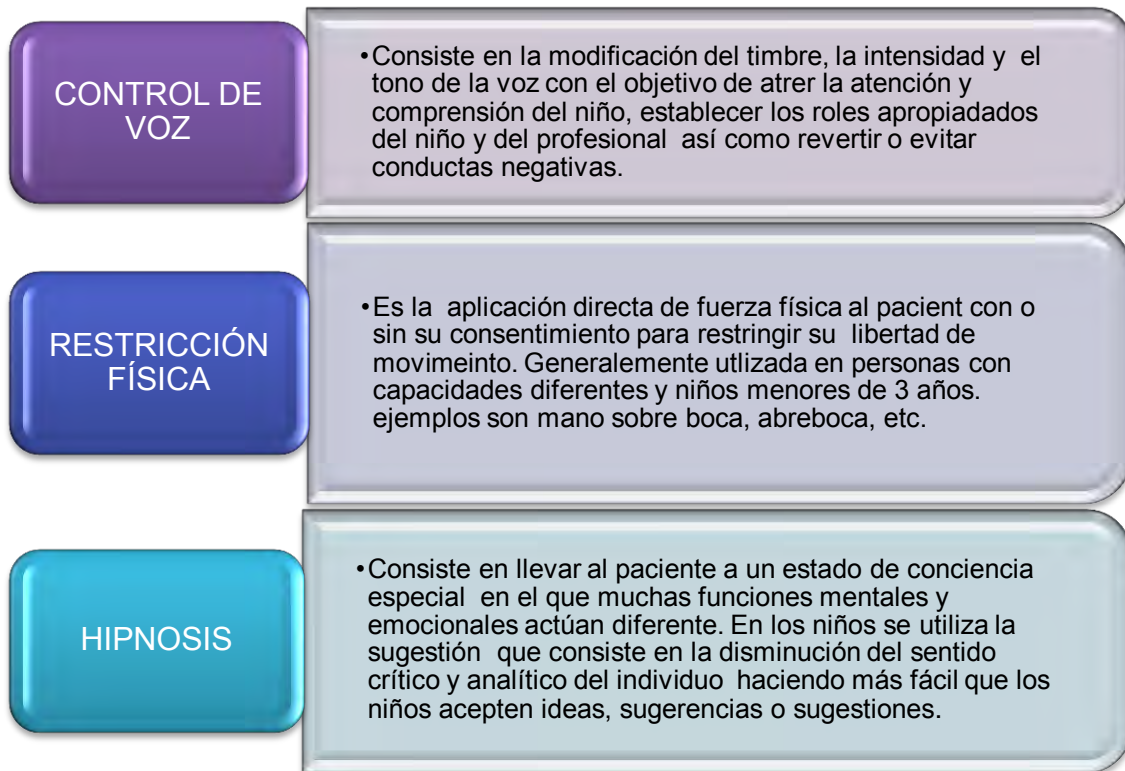 CONTROL DE
VOZ
•Consiste en la modificación del timbre, la intensidad y el
tono de la voz con el objetivo de atrer la atención y
comprensión del niño, establecer los roles apropiadados
del niño y del profesional así como revertir o evitar
conductas negativas.
RESTRICCIÓN
FÍSICA
•Es la aplicación directa de fuerza física al pacient con o
sin su consentimiento para restringir su libertad de
movimeinto. Generalemente utlizada en personas con
capacidades diferentes y niños menores de 3 años.
ejemplos son mano sobre boca, abreboca, etc.
HIPNOSIS
•Consiste en llevar al paciente a un estado de conciencia
especial en el que muchas funciones mentales y
emocionales actúan diferente. En los niños se utiliza la
sugestión que consiste en la disminución del sentido
crítico y analítico del individuo haciendo más fácil que los
niños acepten ideas, sugerencias o sugestiones.